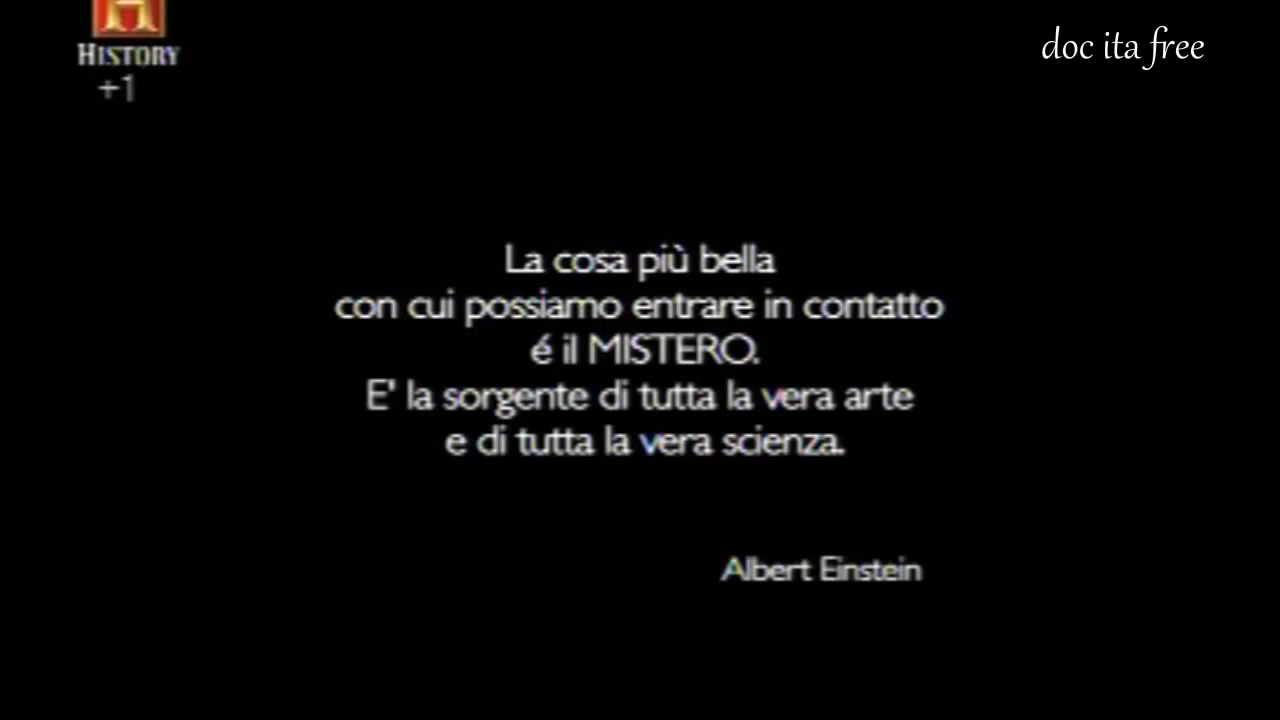 HISTORY
+1
doc ita free
La cosa più bella
con cui possiamo entrare in contatto
é il MISTERO.
E' la sorgente di tutta la vera arte
e di tutta la vera scienza.
Albert Einstein